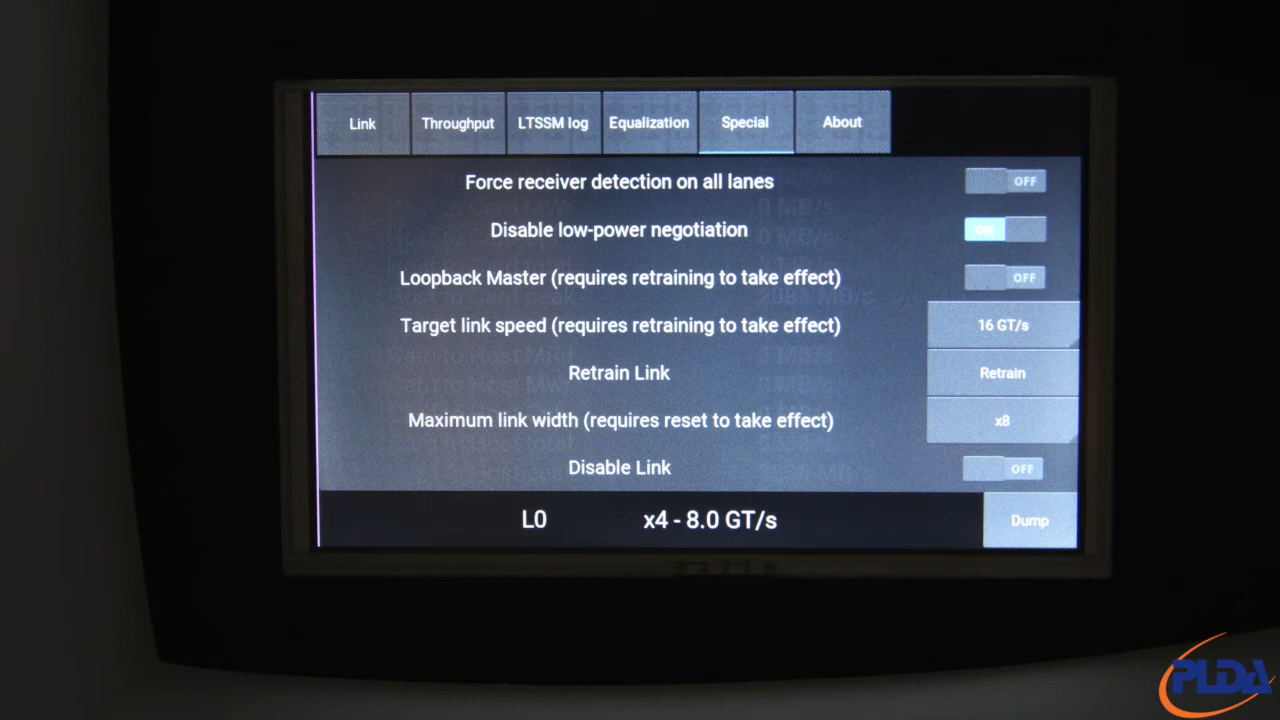 Link Throughput LTSSM log Equalization Special About
Force receiver detection on all lanes OFF
Disable low-power negotiation ON
Loopback Master (requires retraining to take effect) OFF
Target link speed (requires retraining to take effect) 16 GT/s
Retrain Link Retrain
Maximum link width (requires reset to take effect) x8
Disable Link OFF
L0 x4 - 8.0 GT/s Dump
PLDA